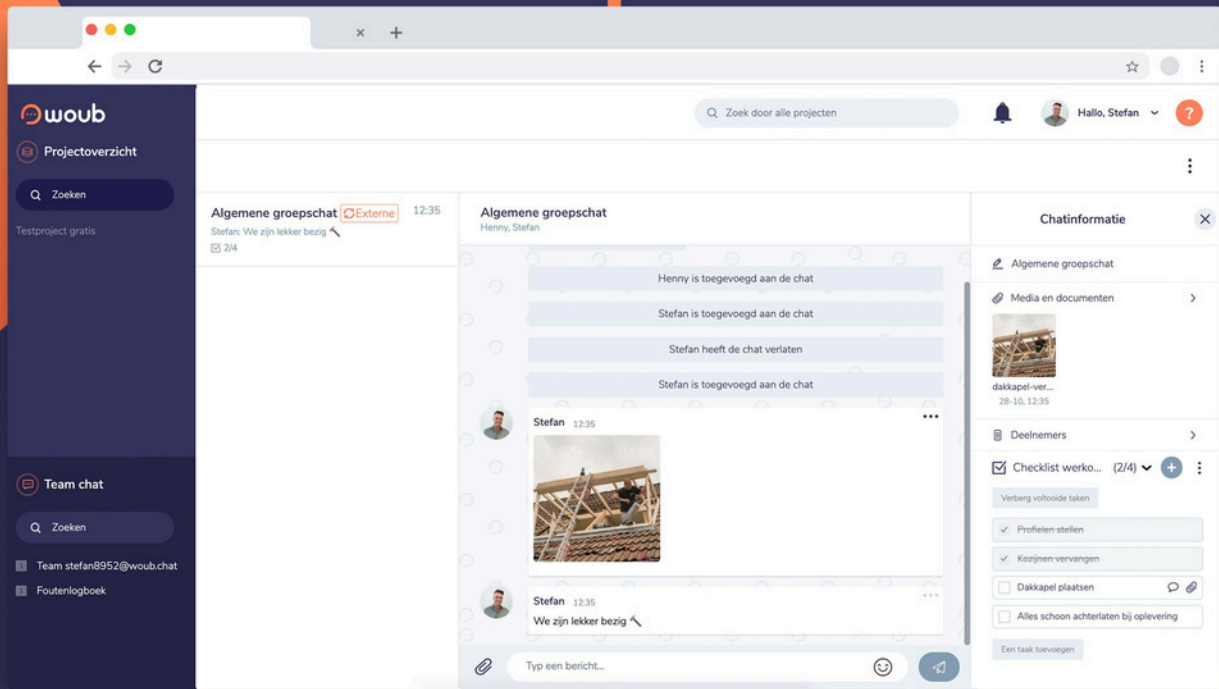 woub
Zoek door alle projecten
Hallo, Stefan
?
Projectoverzicht
Zoeken
Testproject gratis
Team chat
Zoeken
Team stefan8952@woub.chat
Foutenlogboek
Algemene groepschat Externe 12:35
Stefan: We zijn lekker bezig 🔨
2/4
Algemene groepschat
Henny, Stefan
Henny is toegevoegd aan de chat
Stefan is toegevoegd aan de chat
Stefan heeft de chat verlaten
Stefan is toegevoegd aan de chat
Stefan 12:35
Stefan 12:35
We zijn lekker bezig 🔨
Typ een bericht...
Chatinformatie
Algemene groepschat
Media en documenten
dakkapel-ver...
28-10, 12:35
Deelnemers
Checklist werko... (2/4)
Verberg voltooide taken
Profielen stellen
Kozijnen vervangen
Dakkapel plaatsen
Alles schoon achterlaten bij oplevering
Een taak toevoegen